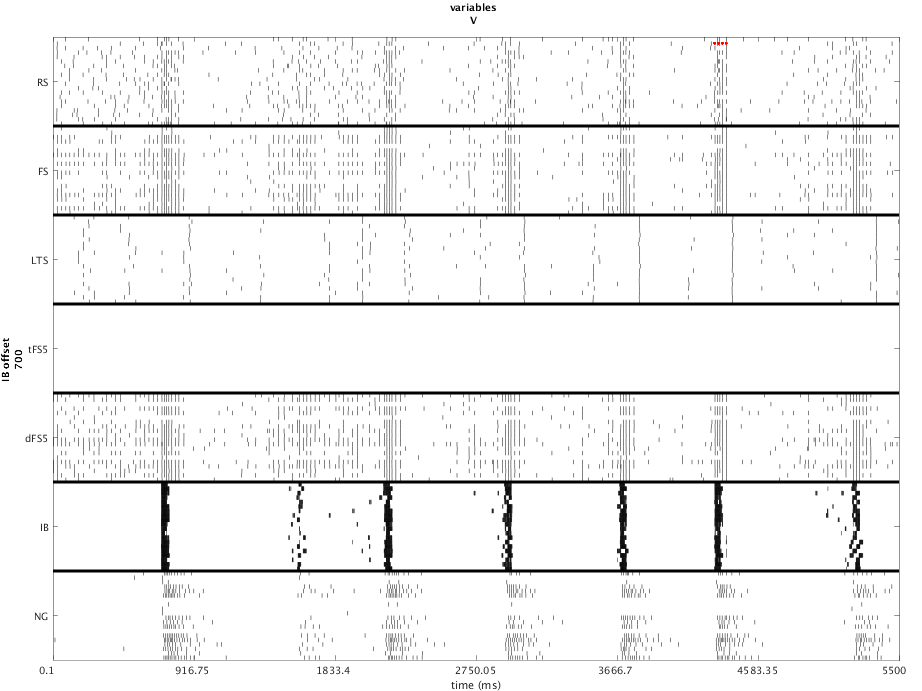 variables
V
RS
FS
LTS
tFS5
dFS5
IB
NG
IB offset
700
0.1 916.75 1833.4 2750.05 3666.7 4583.35 5500
time (ms)